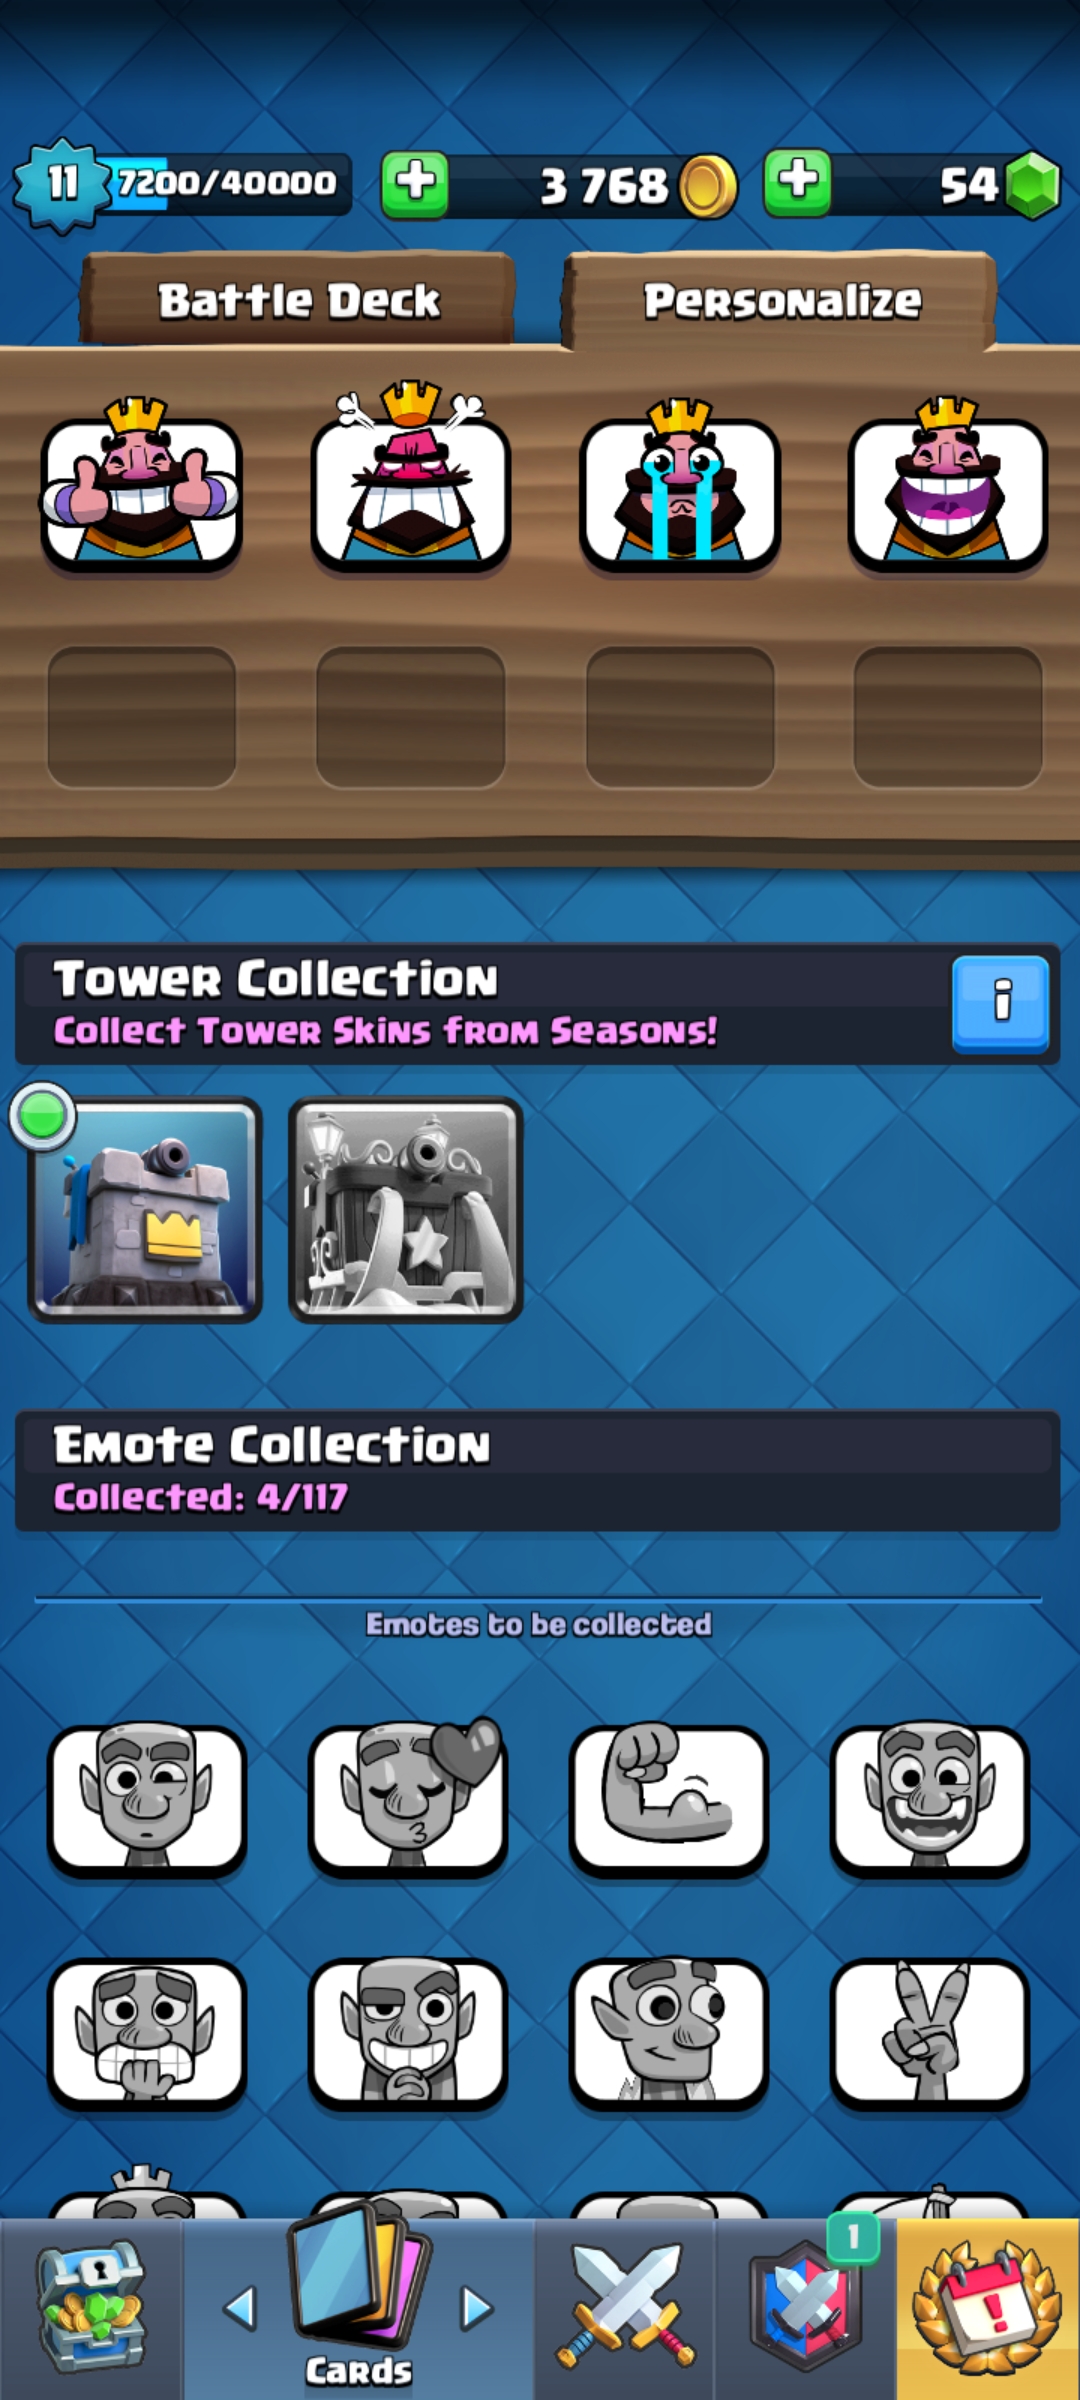 11
7200/40000
3 768
54
Battle Deck
Personalize
Tower Collection
Collect Tower Skins from Seasons!
i
Emote Collection
Collected: 4/117
Emotes to be collected
1
!
Cards